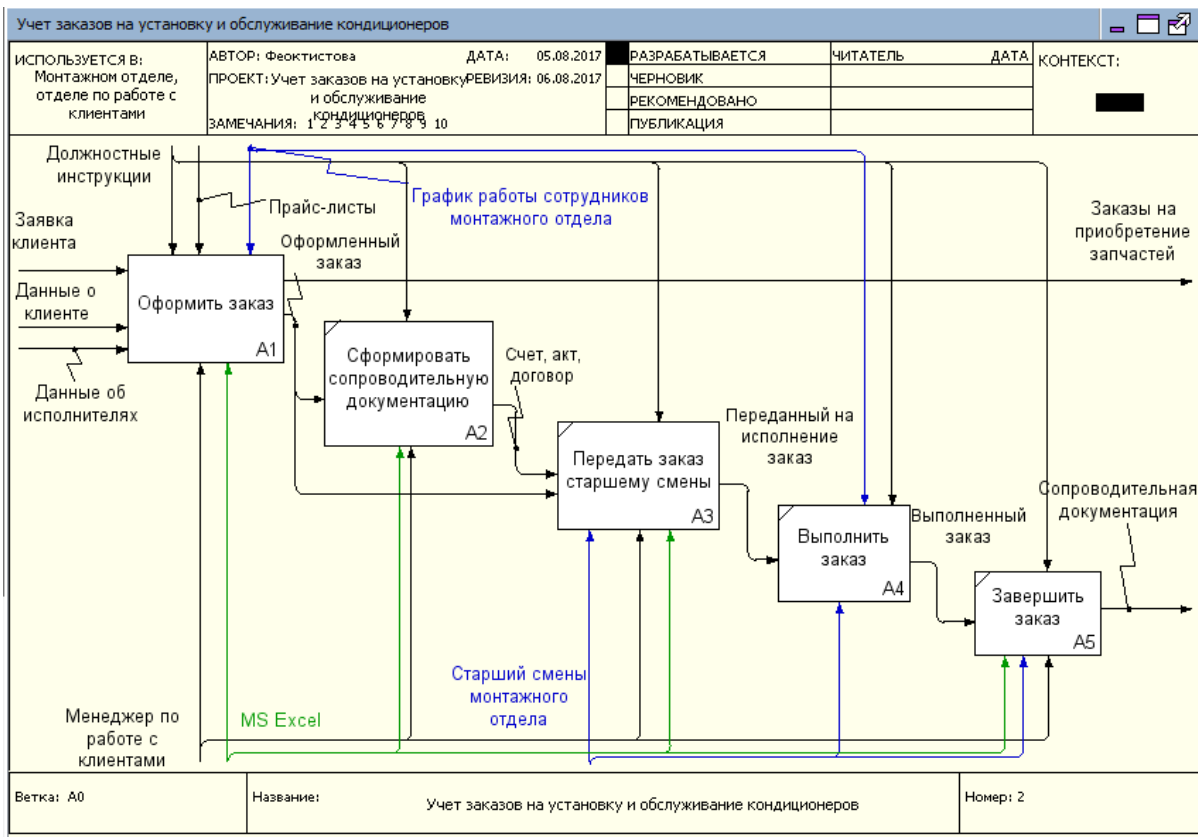 Учет заказов на установку и обслуживание кондиционеров
ИСПОЛЬЗУЕТСЯ В:
Монтажном отделе,
отделе по работе с
клиентами
АВТОР: Феоктистова
ДАТА: 05.08.2017
ПРОЕКТ: Учет заказов на установку
и обслуживание
кондиционеров
РЕВИЗИЯ: 06.08.2017
ЗАМЕЧАНИЯ: 1 2 3 4 5 6 7 8 9 10
РАЗРАБАТЫВАЕТСЯ
ЧЕРНОВИК
РЕКОМЕНДОВАНО
ПУБЛИКАЦИЯ
ЧИТАТЕЛЬ
ДАТА
КОНТЕКСТ:
Должностные
инструкции
Прайс-листы
График работы сотрудников
монтажного отдела
Заявка
клиента
Оформленный
заказ
Заказы на
приобретение
запчастей
Данные о
клиенте
Данные об
исполнителях
Оформить заказ
A1
Сформировать
сопроводительную
документацию
A2
Счет, акт,
договор
Передать заказ
старшему смены
A3
Переданный на
исполнение
заказ
Выполнить
заказ
A4
Выполненный
заказ
Сопроводительная
документация
Завершить
заказ
A5
Старший смены
монтажного
отдела
Менеджер по
работе с
клиентами
MS Excel
Ветка: A0
Название:
Учет заказов на установку и обслуживание кондиционеров
Номер: 2